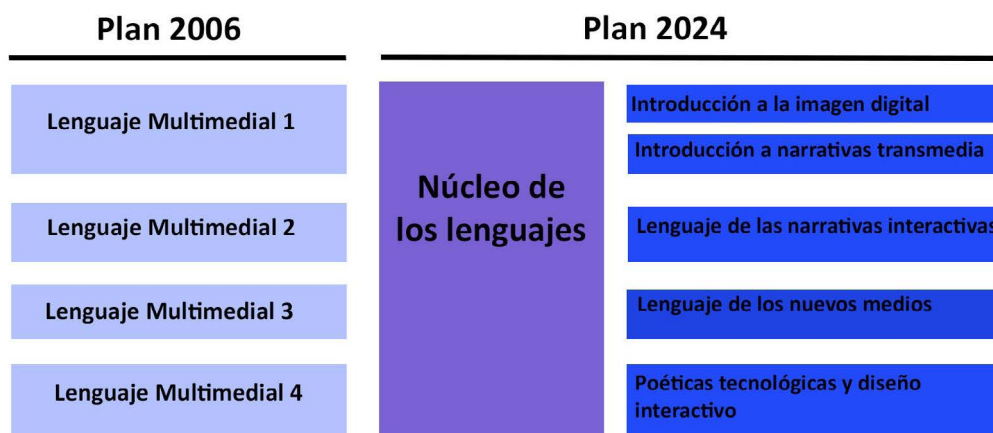 Plan 2006
Plan 2024
Lenguaje Multimedial 1
Lenguaje Multimedial 2
Lenguaje Multimedial 3
Lenguaje Multimedial 4
Núcleo de
los lenguajes
Introducción a la imagen digital
Introducción a narrativas transmedia
Lenguaje de las narrativas interactivas
Lenguaje de los nuevos medios
Poéticas tecnológicas y diseño
interactivo